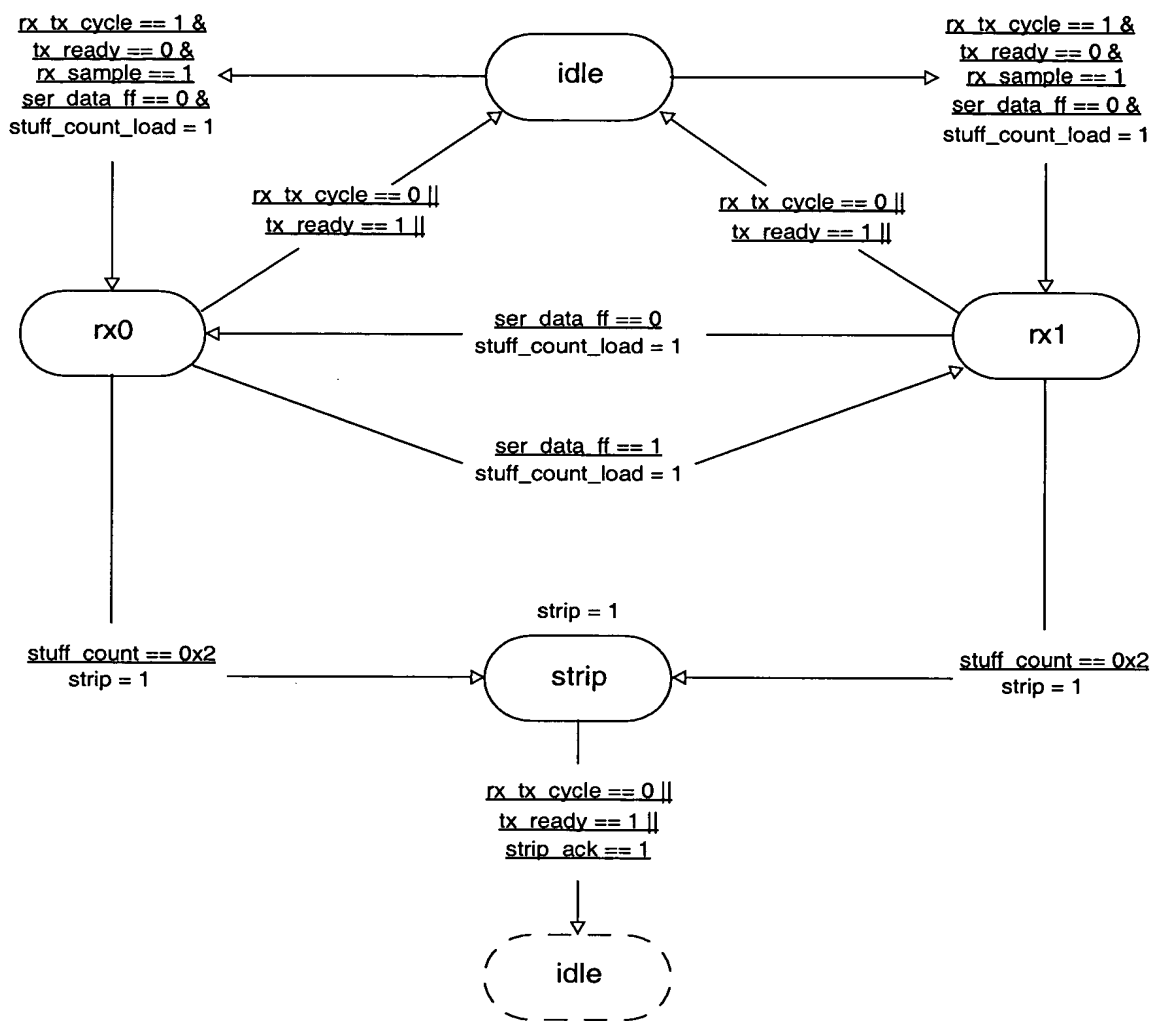 rx_tx_cycle == 1 &
tx_ready == 0 &
rx_sample == 1
ser_data_ff == 0 &
stuff_count_load = 1
idle
rx_tx_cycle == 1 &
tx_ready == 0 &
rx_sample == 1
ser_data_ff == 0 &
stuff_count_load = 1
rx_tx_cycle == 0 ||
tx_ready == 1 ||
rx_tx_cycle == 0 ||
tx_ready == 1 ||
rx0
ser_data_ff == 0
stuff_count_load = 1
rx1
ser_data_ff == 1
stuff_count_load = 1
stuff_count == 0x2
strip = 1
strip = 1
strip
stuff_count == 0x2
strip = 1
rx_tx_cycle == 0 ||
tx_ready == 1 ||
strip_ack == 1
idle